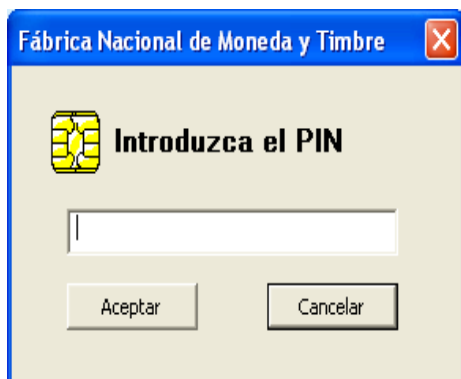 Fábrica Nacional de Moneda y Timbre
Introduzca el PIN
Aceptar
Cancelar